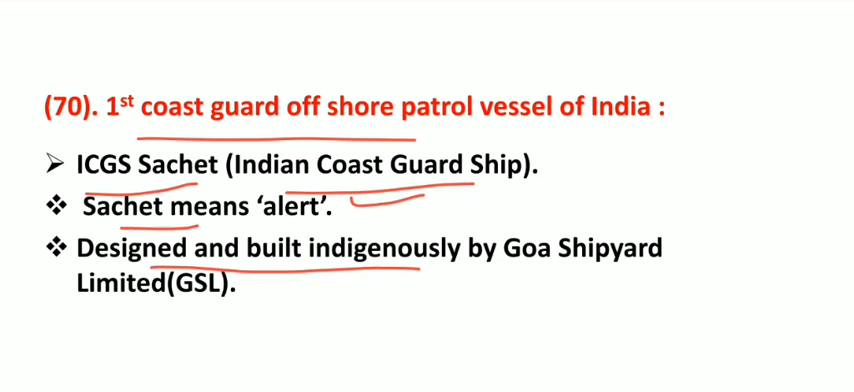 (70). 1st coast guard off shore patrol vessel of India :
➢ ICGS Sachet (Indian Coast Guard Ship).
❖ Sachet means ‘alert’.
❖ Designed and built indigenously by Goa Shipyard
Limited(GSL).